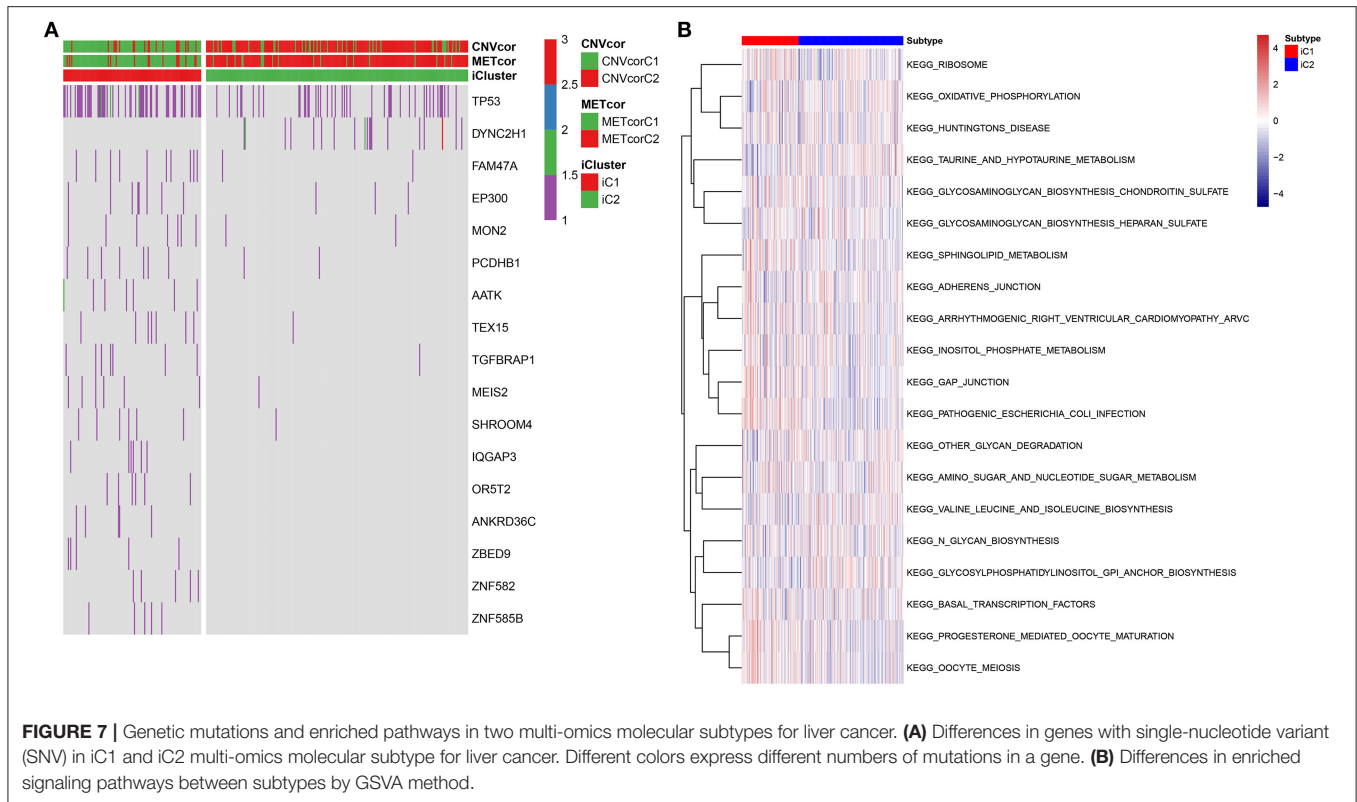 A
CNVcor
METcor
iCluster
TP53
DYNC2H1
FAM47A
EP300
MON2
PCDHB1
AATK
TEX15
TGFBRAP1
MEIS2
SHROOM4
IQGAP3
OR5T2
ANKRD36C
ZBED9
ZNF582
ZNF585B
3
2.5
2
1.5
1
CNVcor
CNVcorC1
CNVcorC2
METcor
METcorC1
METcorC2
iCluster
iC1
iC2
B
Subtype
KEGG_RIBOSOME
KEGG_OXIDATIVE_PHOSPHORYLATION
KEGG_HUNTINGTONS_DISEASE
KEGG_TAURINE_AND_HYPOTAURINE_METABOLISM
KEGG_GLYCOSAMINOGLYCAN_BIOSYNTHESIS_CHONDROITIN_SULFATE
KEGG_GLYCOSAMINOGLYCAN_BIOSYNTHESIS_HEPARAN_SULFATE
KEGG_SPHINGOLIPID_METABOLISM
KEGG_ADHERENS_JUNCTION
KEGG_ARRHYTHMOGENIC_RIGHT_VENTRICULAR_CARDIOMYOPATHY_ARVC
KEGG_INOSITOL_PHOSPHATE_METABOLISM
KEGG_GAP_JUNCTION
KEGG_PATHOGENIC_ESCHERICHIA_COLI_INFECTION
KEGG_OTHER_GLYCAN_DEGRADATION
KEGG_AMINO_SUGAR_AND_NUCLEOTIDE_SUGAR_METABOLISM
KEGG_VALINE_LEUCINE_AND_ISOLEUCINE_BIOSYNTHESIS
KEGG_N_GLYCAN_BIOSYNTHESIS
KEGG_GLYCOSYLPHOSPHATIDYLINOSITOL_GPI_ANCHOR_BIOSYNTHESIS
KEGG_BASAL_TRANSCRIPTION_FACTORS
KEGG_PROGESTERONE_MEDIATED_OOCYTE_MATURATION
KEGG_OOCYTE_MEIOSIS
4
2
0
−2
−4
Subtype
iC1
iC2
FIGURE 7 | Genetic mutations and enriched pathways in two multi-omics molecular subtypes for liver cancer. (A) Differences in genes with single-nucleotide variant
(SNV) in iC1 and iC2 multi-omics molecular subtype for liver cancer. Different colors express different numbers of mutations in a gene. (B) Differences in enriched
signaling pathways between subtypes by GSVA method.